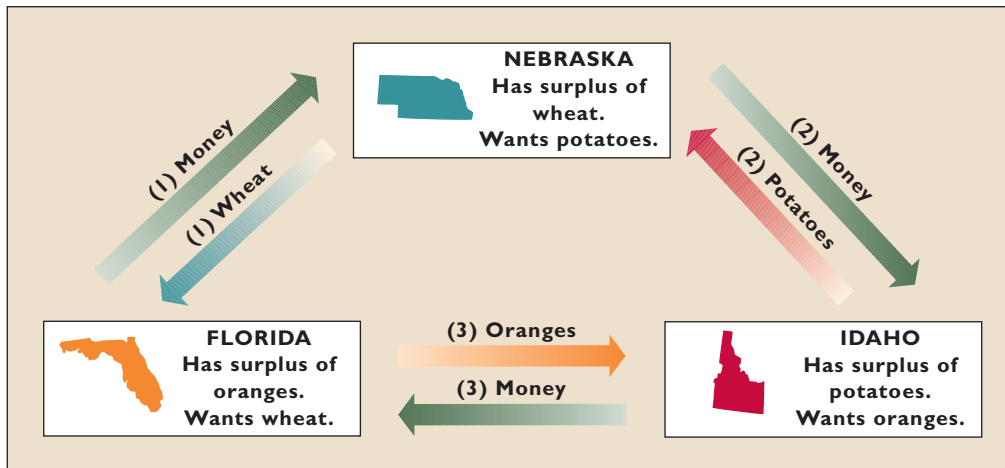 NEBRASKA
Has surplus of
wheat.
Wants potatoes.
(1) Money
(1) Wheat
(2) Money
(2) Potatoes
FLORIDA
Has surplus of
oranges.
Wants wheat.
(3) Oranges
(3) Money
IDAHO
Has surplus of
potatoes.
Wants oranges.